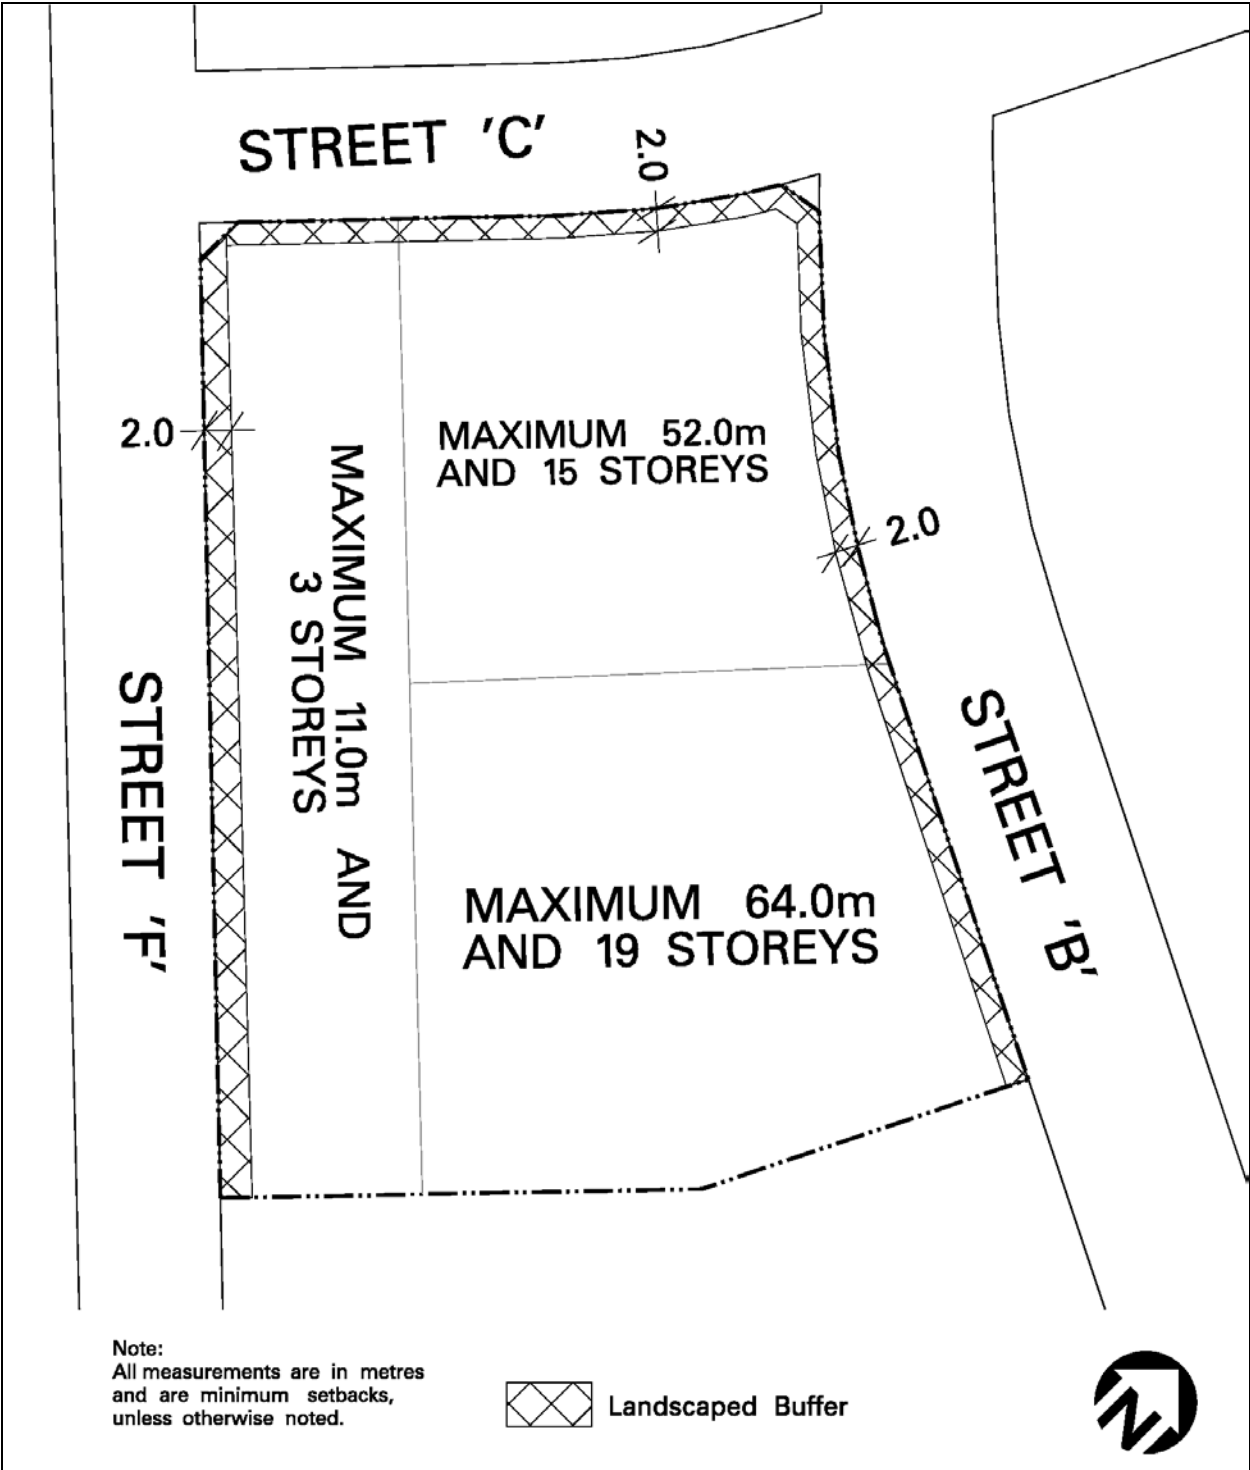 STREET 'C'
2.0
2.0
MAXIMUM 52.0m
AND 15 STOREYS
MAXIMUM 11.0m AND
3 STOREYS
2.0
STREET 'F'
STREET 'B'
MAXIMUM 64.0m
AND 19 STOREYS
Note:
All measurements are in metres
and are minimum setbacks,
unless otherwise noted.
Landscaped Buffer
N